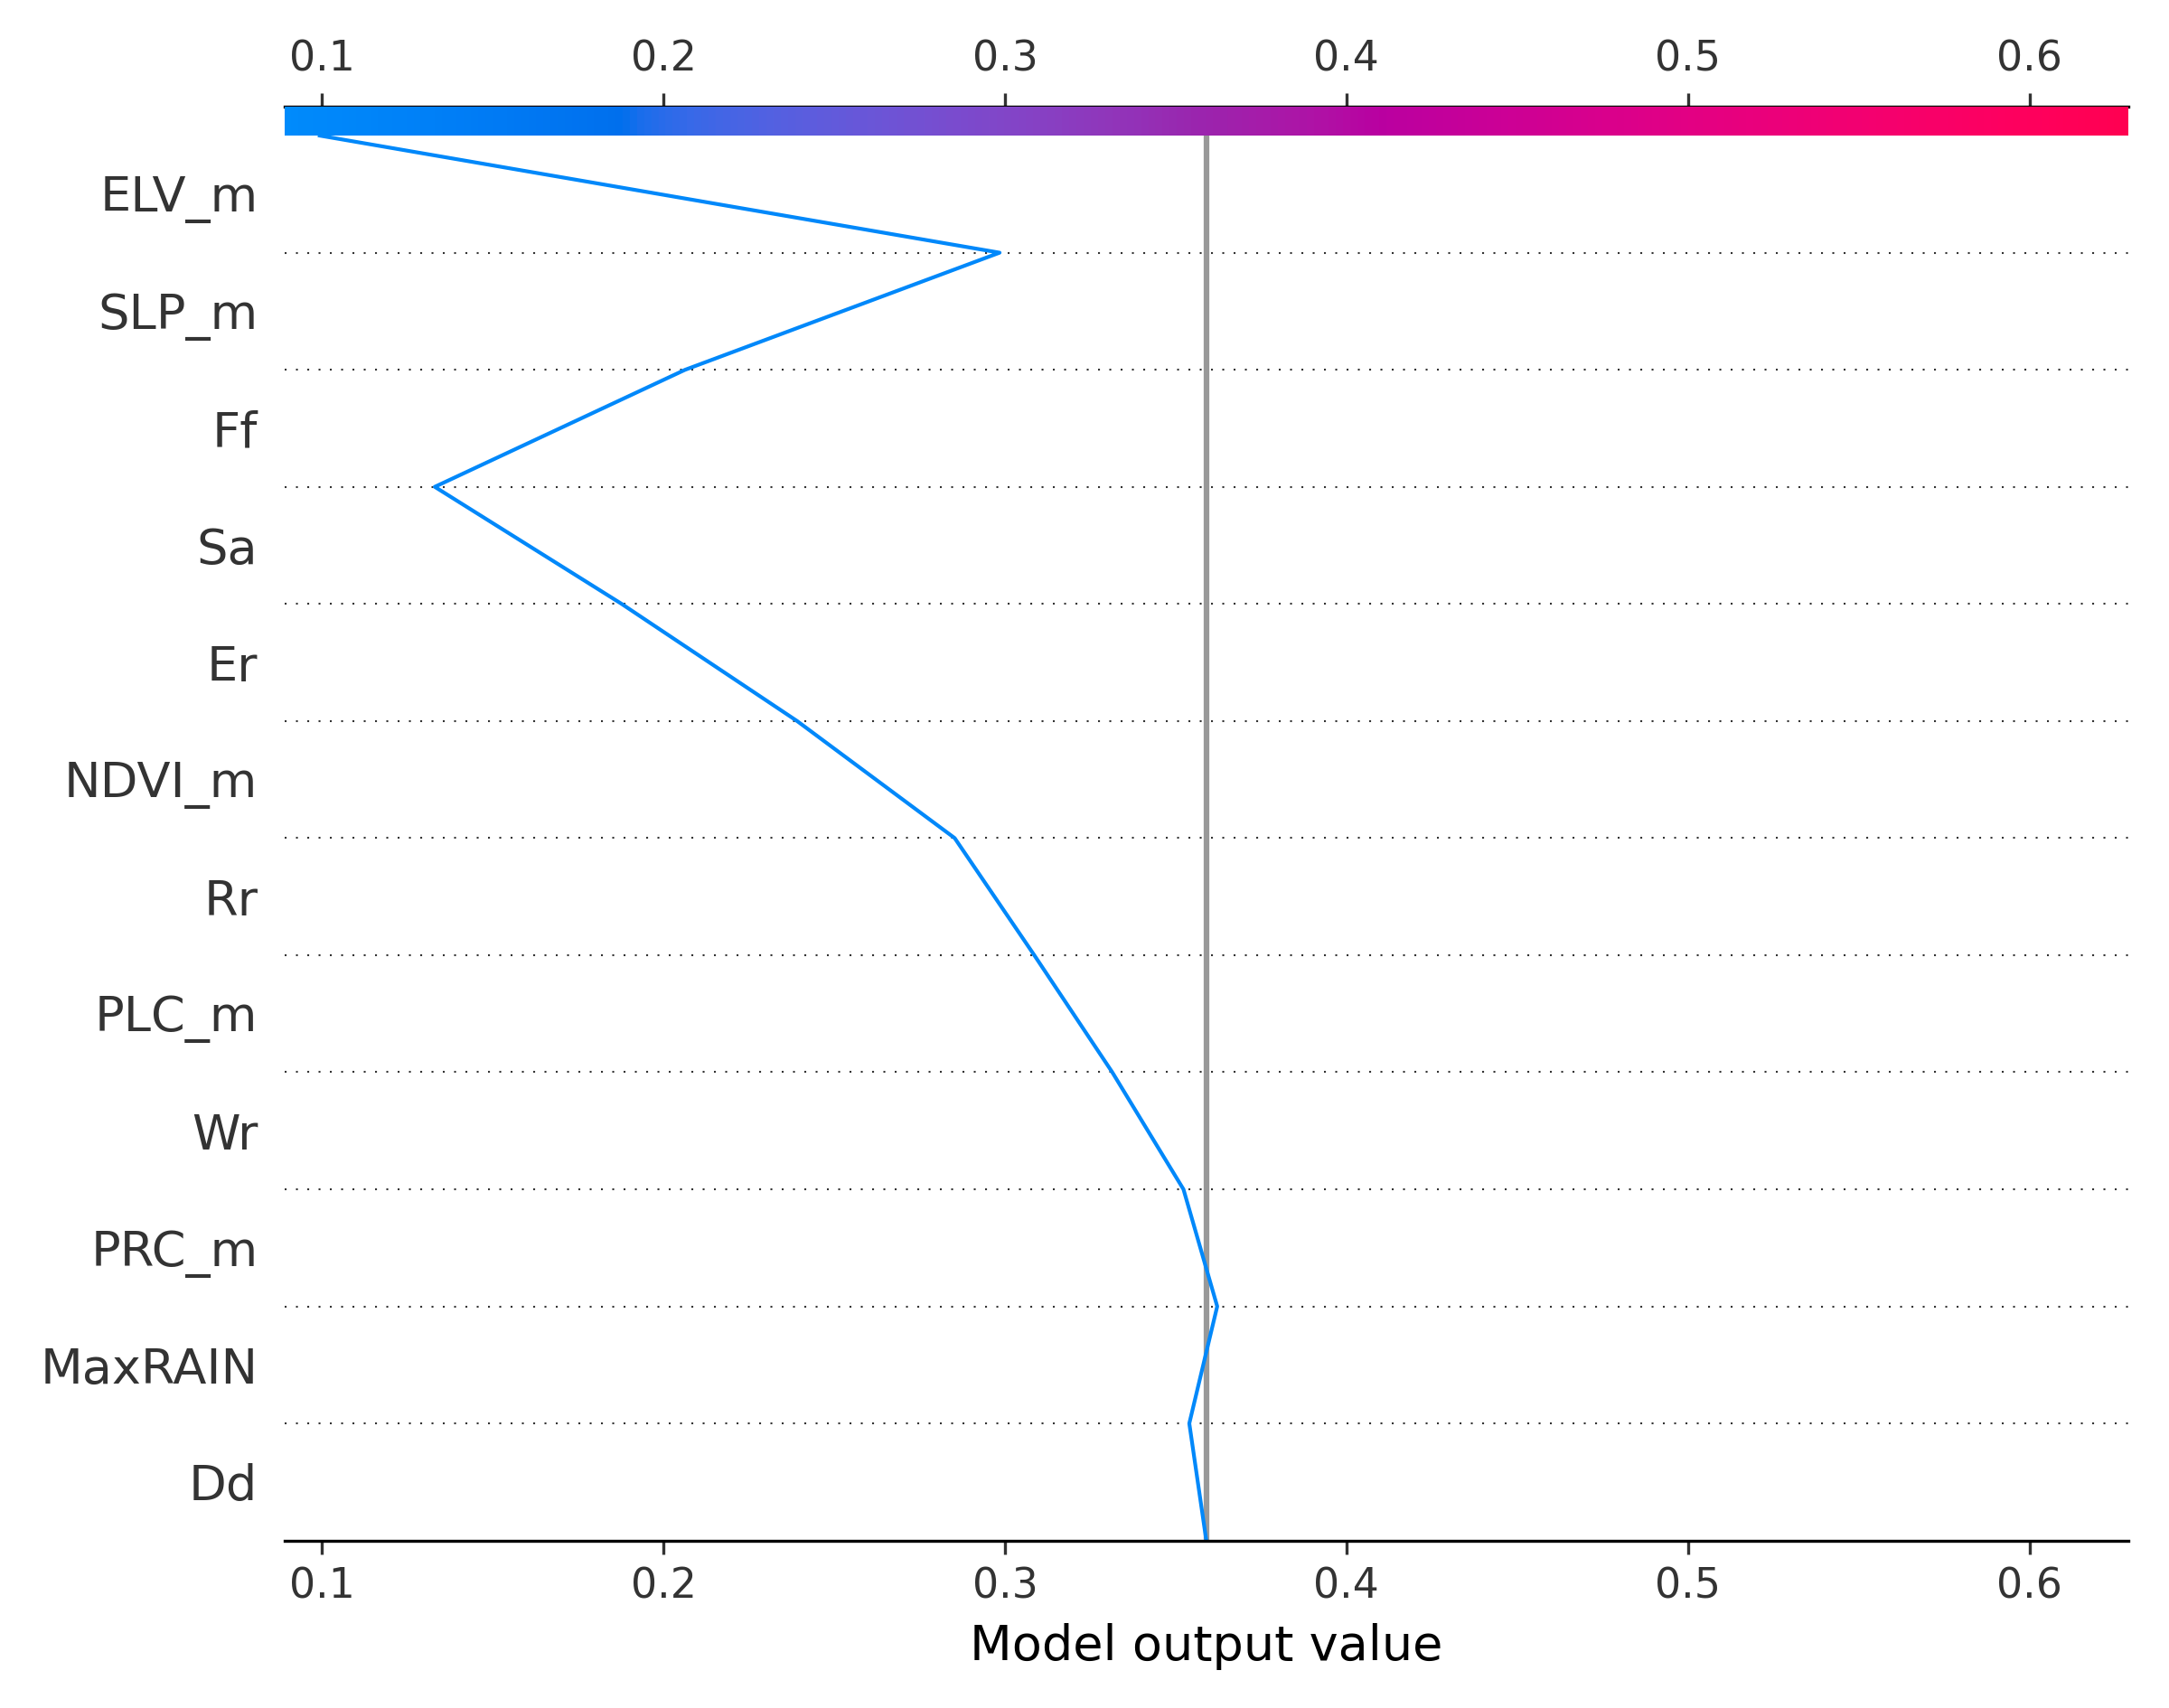 0.1 0.2 0.3 0.4 0.5 0.6
ELV_m
SLP_m
Ff
Sa
Er
NDVI_m
Rr
PLC_m
Wr
PRC_m
MaxRAIN
Dd
0.1 0.2 0.3 0.4 0.5 0.6
Model output value